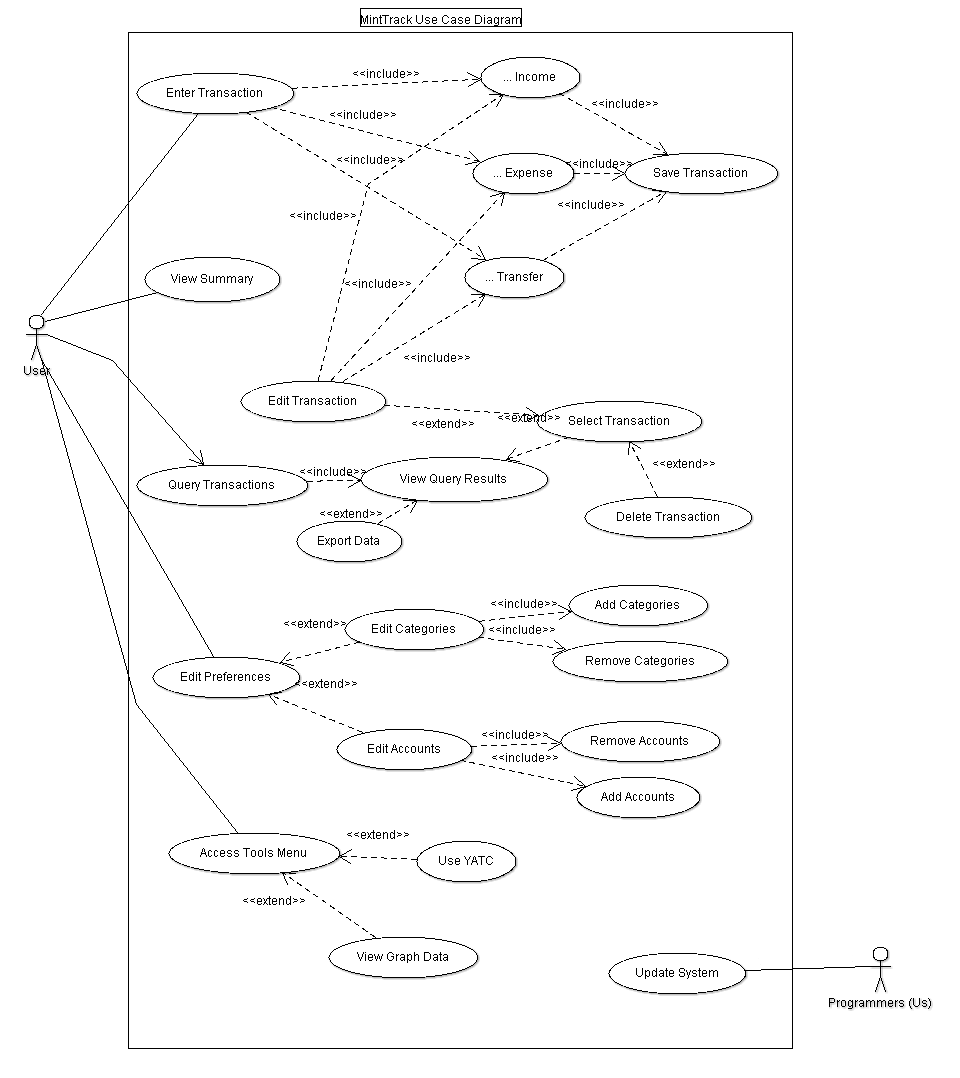 MintTrack Use Case Diagram
<<include>>
... Income
Enter Transaction
<<include>>
<<include>>
<<include>>
<<include>>
... Expense
Save Transaction
<<include>>
<<include>>
View Summary
... Transfer
<<include>>
User
<<include>>
Edit Transaction
<<extend>>
<<extend>>
Select Transaction
<<extend>>
Query Transactions
<<include>>
View Query Results
<<extend>>
Delete Transaction
Export Data
<<include>>
Add Categories
<<extend>>
Edit Categories
<<include>>
Remove Categories
Edit Preferences
<<extend>>
<<include>>
Remove Accounts
Edit Accounts
<<include>>
Add Accounts
<<extend>>
Access Tools Menu
Use YATC
<<extend>>
View Graph Data
Update System
Programmers (Us)